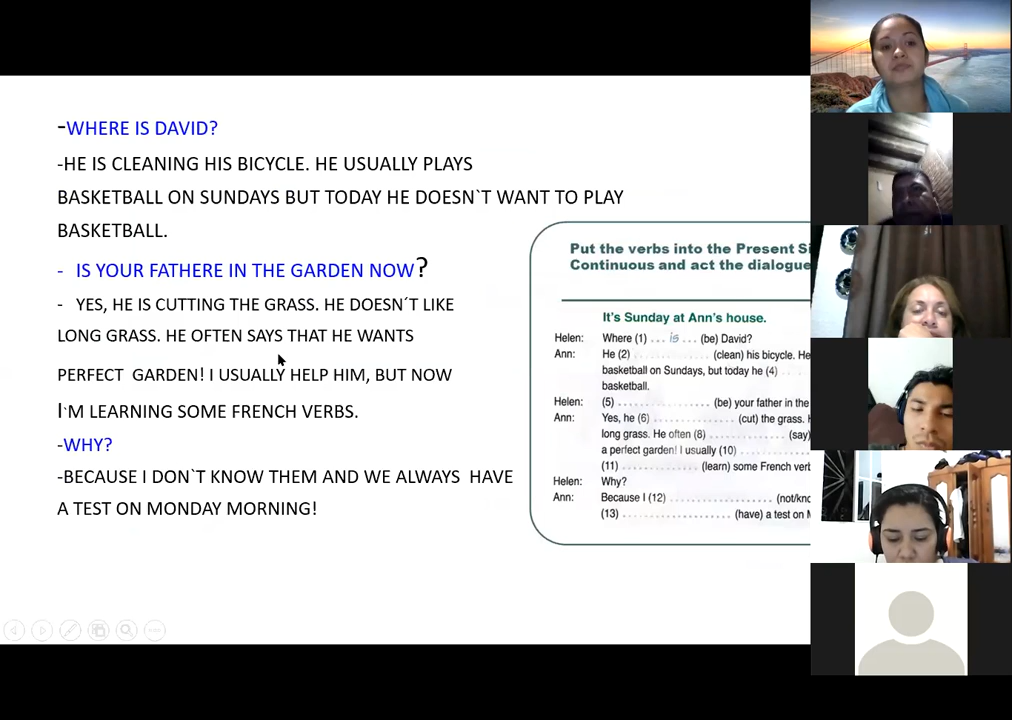 -WHERE IS DAVID?
-HE IS CLEANING HIS BICYCLE. HE USUALLY PLAYS
BASKETBALL ON SUNDAYS BUT TODAY HE DOESN`T WANT TO PLAY
BASKETBALL.
- IS YOUR FATHERE IN THE GARDEN NOW?
- YES, HE IS CUTTING THE GRASS. HE DOESN´T LIKE
LONG GRASS. HE OFTEN SAYS THAT HE WANTS
PERFECT GARDEN! I USUALLY HELP HIM, BUT NOW
I`M LEARNING SOME FRENCH VERBS.
-WHY?
-BECAUSE I DON`T KNOW THEM AND WE ALWAYS HAVE
A TEST ON MONDAY MORNING!
Put the verbs into the Present Si
Continuous and act the dialogue
It's Sunday at Ann's house.
Helen: Where (1) ... is ... (be) David?
Ann: He (2) .................... (clean) his bicycle. He
basketball on Sundays, but today he (4) .....
basketball.
Helen: (5) .................... (be) your father in the
Ann: Yes, he (6) .................... (cut) the grass.
long grass. He often (8) .................... (say)
a perfect garden! I usually (10) ....................
(11) .................... (learn) some French verb
Helen: Why?
Ann: Because I (12) .................... (not/kno
(13) .................... (have) a test on